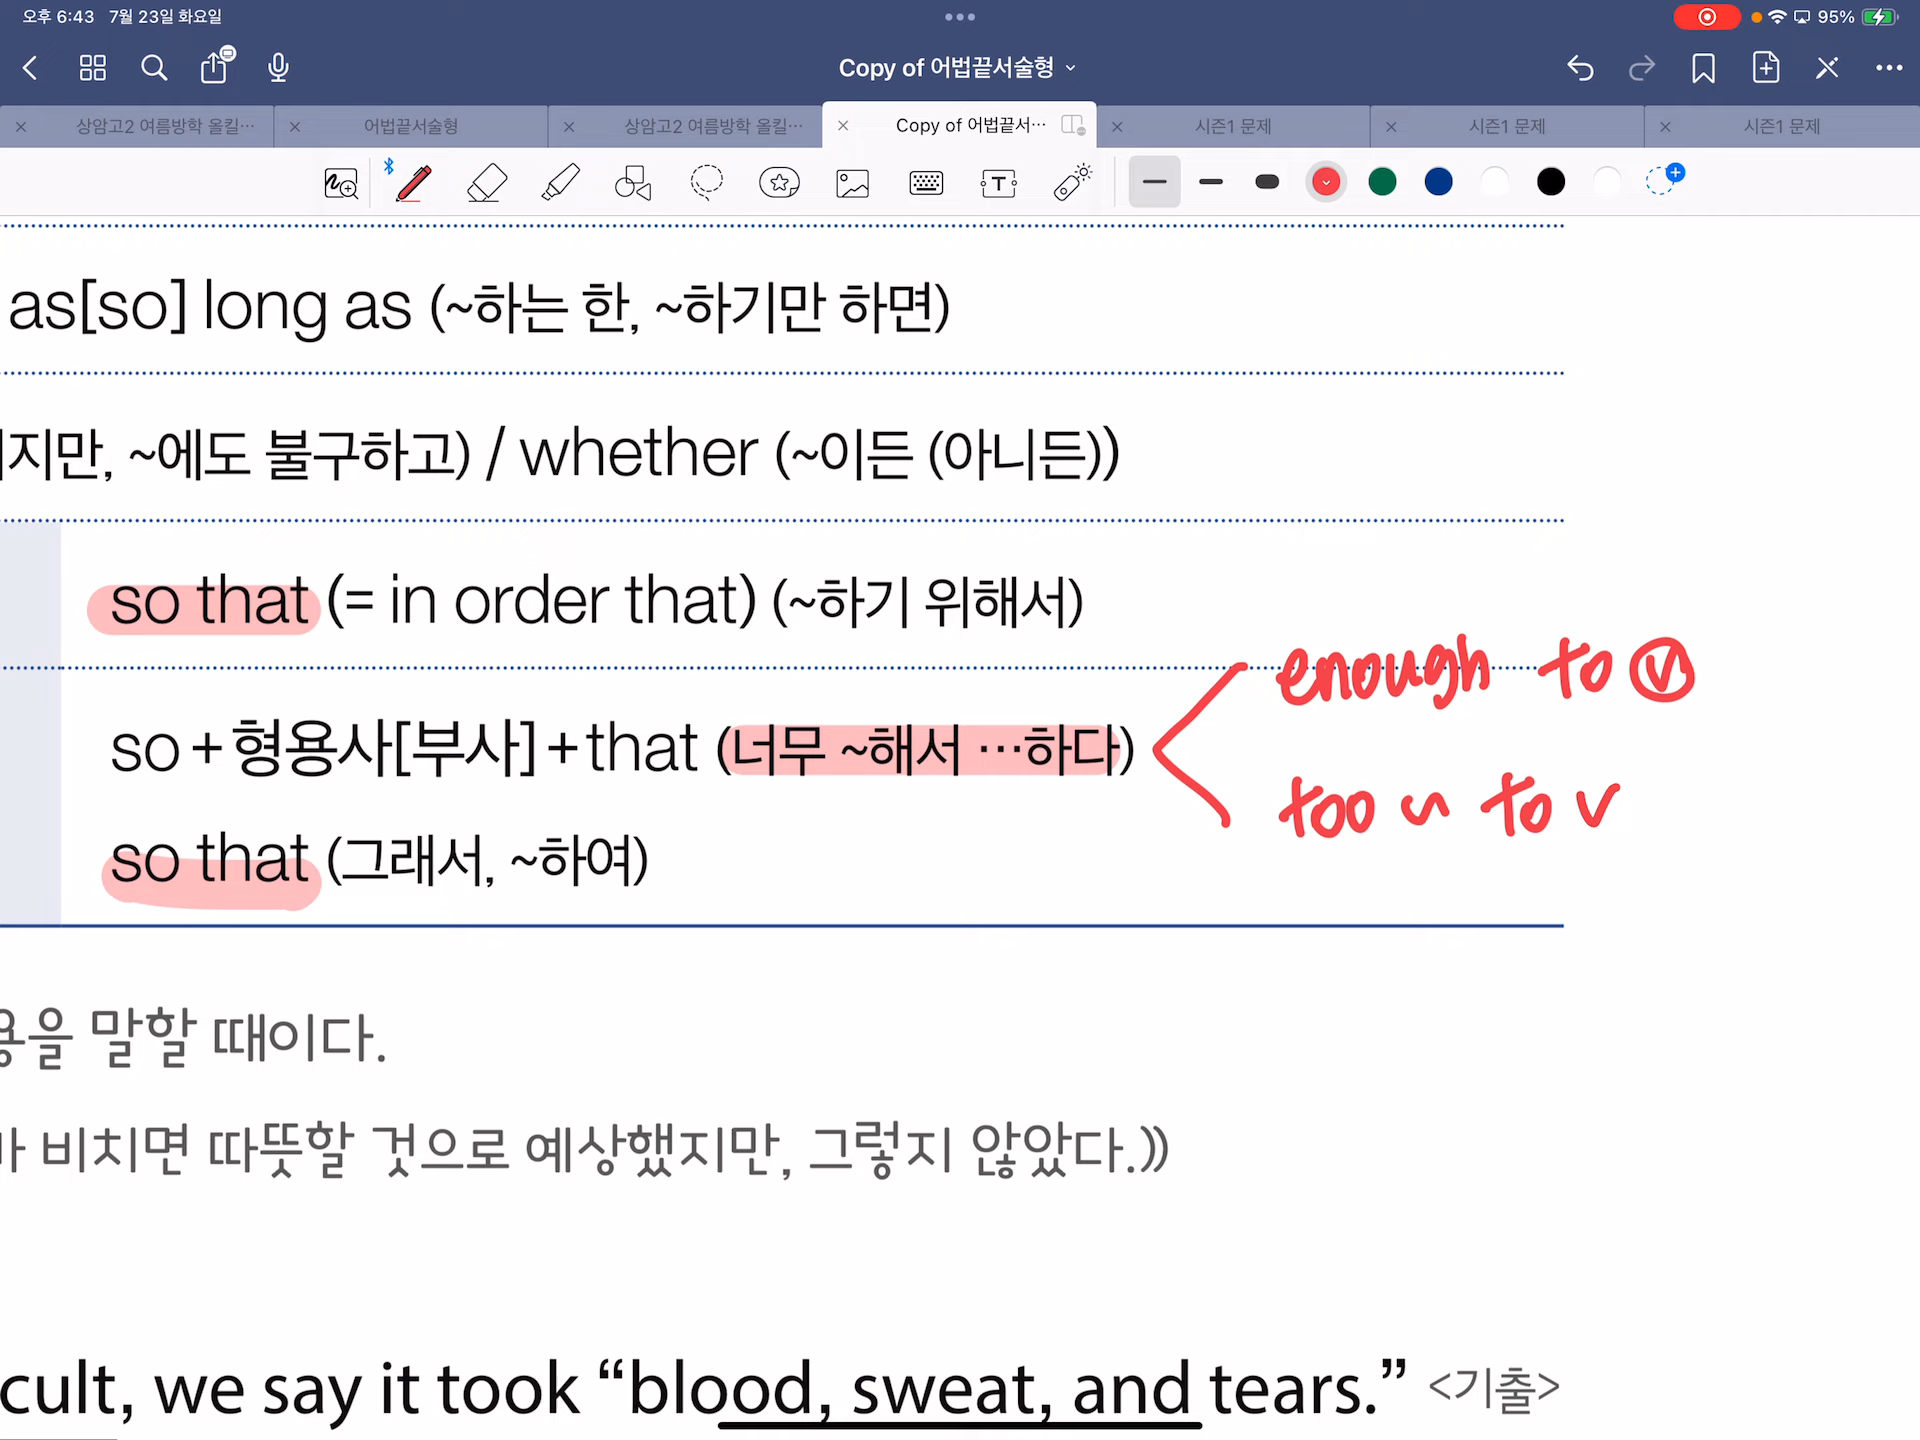 오후 6:43 7월 23일 화요일
95%
Copy of 어법끝서술형
상암고2 여름방학 올킬…
어법끝서술형
상암고2 여름방학 올킬…
Copy of 어법끝서…
시즌1 문제
시즌1 문제
시즌1 문제
as[so] long as (~하는 한, ~하기만 하면)
지만, ~에도 불구하고) / whether (~이든 (아니든))
so that (= in order that) (~하기 위해서)
enough to ⓥ
so + 형용사[부사] + that (너무 ~해서 …하다)
too ~ to v
so that (그래서, ~하여)
용을 말할 때이다.
비치면 따뜻할 것으로 예상했지만, 그렇지 않았다.))
cult, we say it took “blood, sweat, and tears.” <기출>